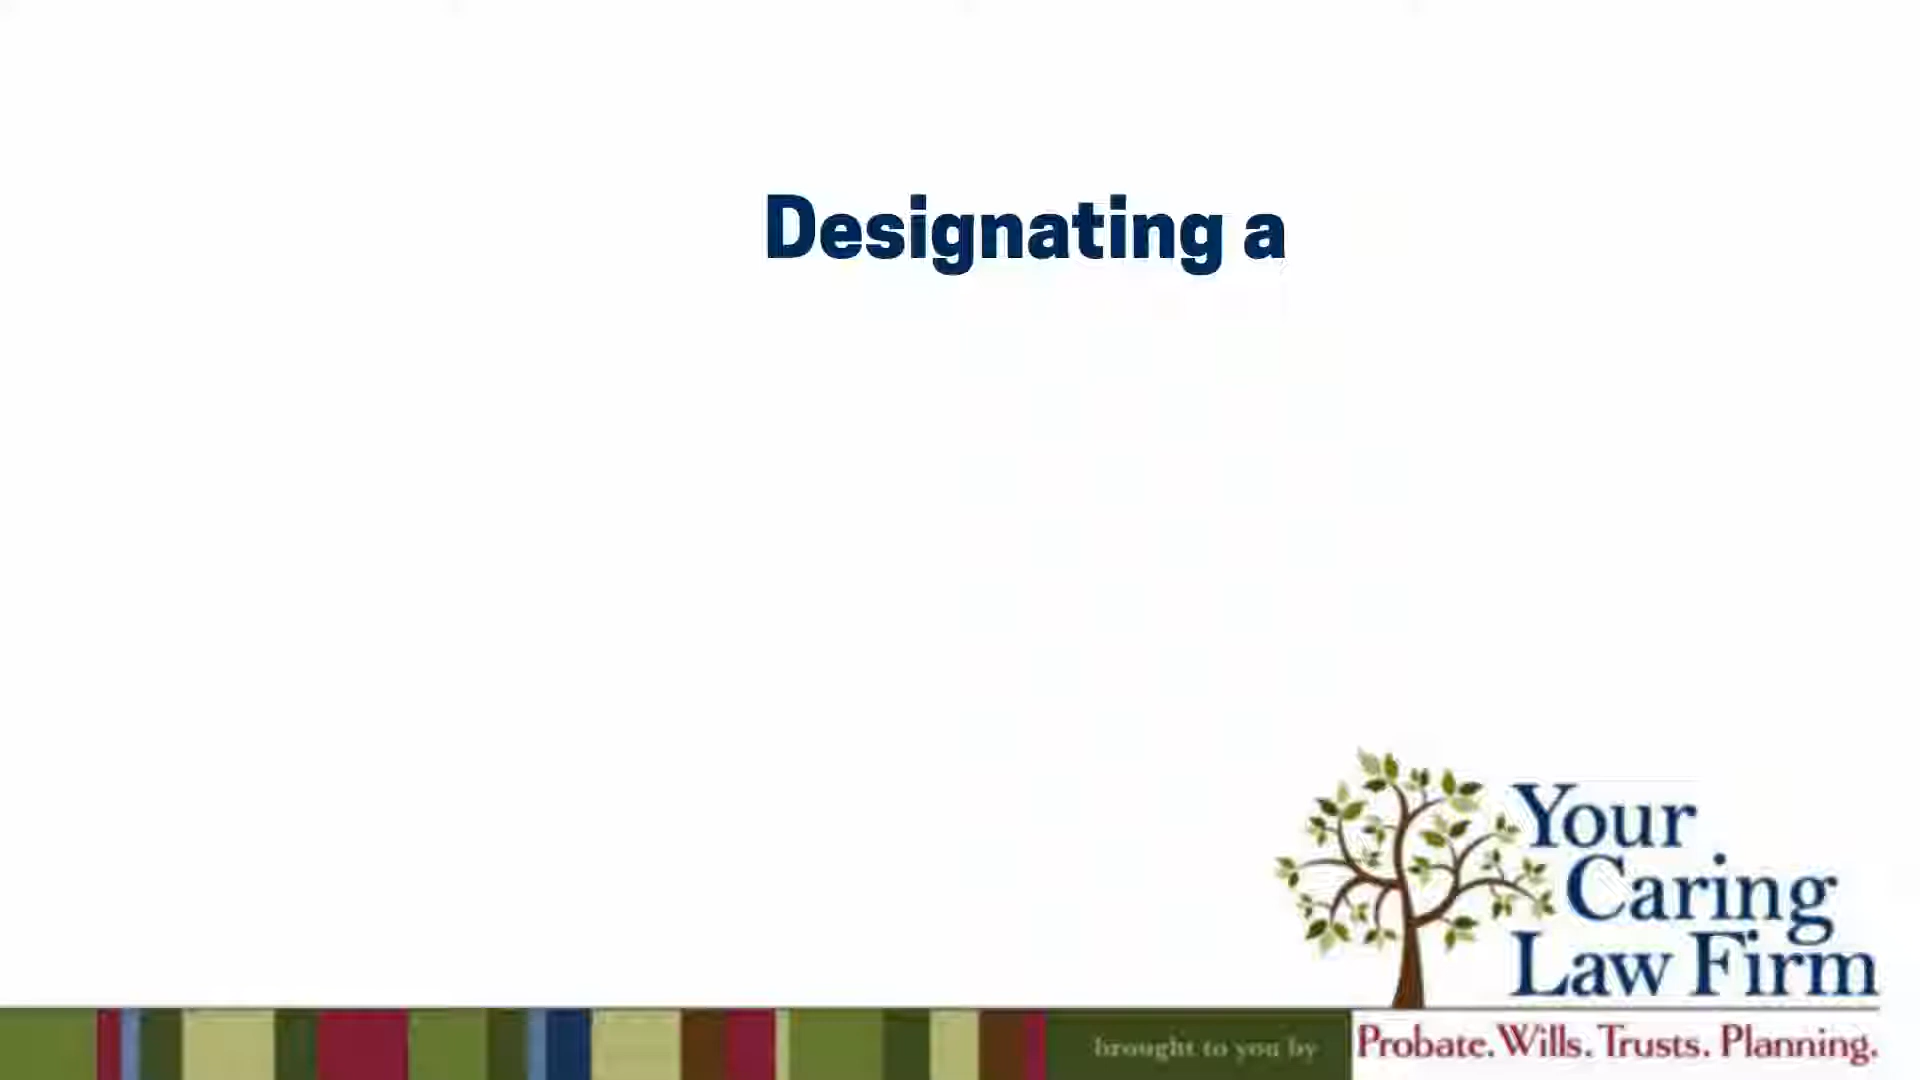 Designating a
Your
Caring
Law Firm
brought to you by
Probate. Wills. Trusts. Planning.